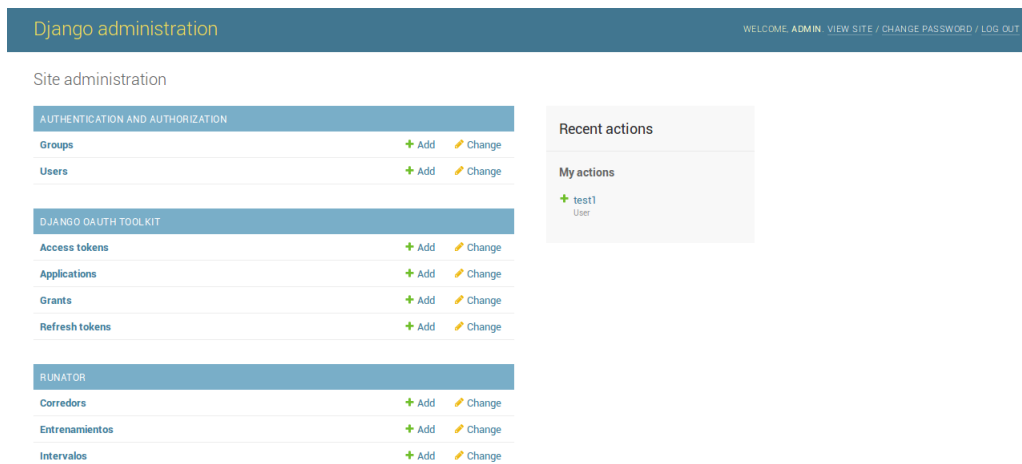 Django administration
WELCOME, ADMIN. VIEW SITE / CHANGE PASSWORD / LOG OUT
Site administration
AUTHENTICATION AND AUTHORIZATION
Groups Add Change
Users Add Change
DJANGO OAUTH TOOLKIT
Access tokens Add Change
Applications Add Change
Grants Add Change
Refresh tokens Add Change
RUNATOR
Corredors Add Change
Entrenamientos Add Change
Intervalos Add Change
Recent actions
My actions
test1
User